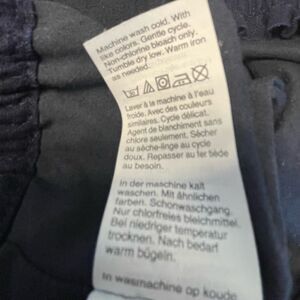 Machine wash cold. With
like colors. Gentle cycle.
Non-chlorine bleach only.
Tumble dry low. Warm iron
as needed.
Laver à la machine à l'eau
froide. Avec des couleurs
similaires. Cycle délicat.
Agent de blanchiment sans
chlore seulement. Sécher
au sèche-linge au cycle
doux. Repasser au fer tiède
au besoin.
In der maschine kalt
waschen. Mit ähnlichen
farben. Schonwaschgang.
Nur chlorfreies bleichmittel.
Bei niedriger temperatur
trocknen. Nach bedarf
warm bügeln.
In wasmachine op koude